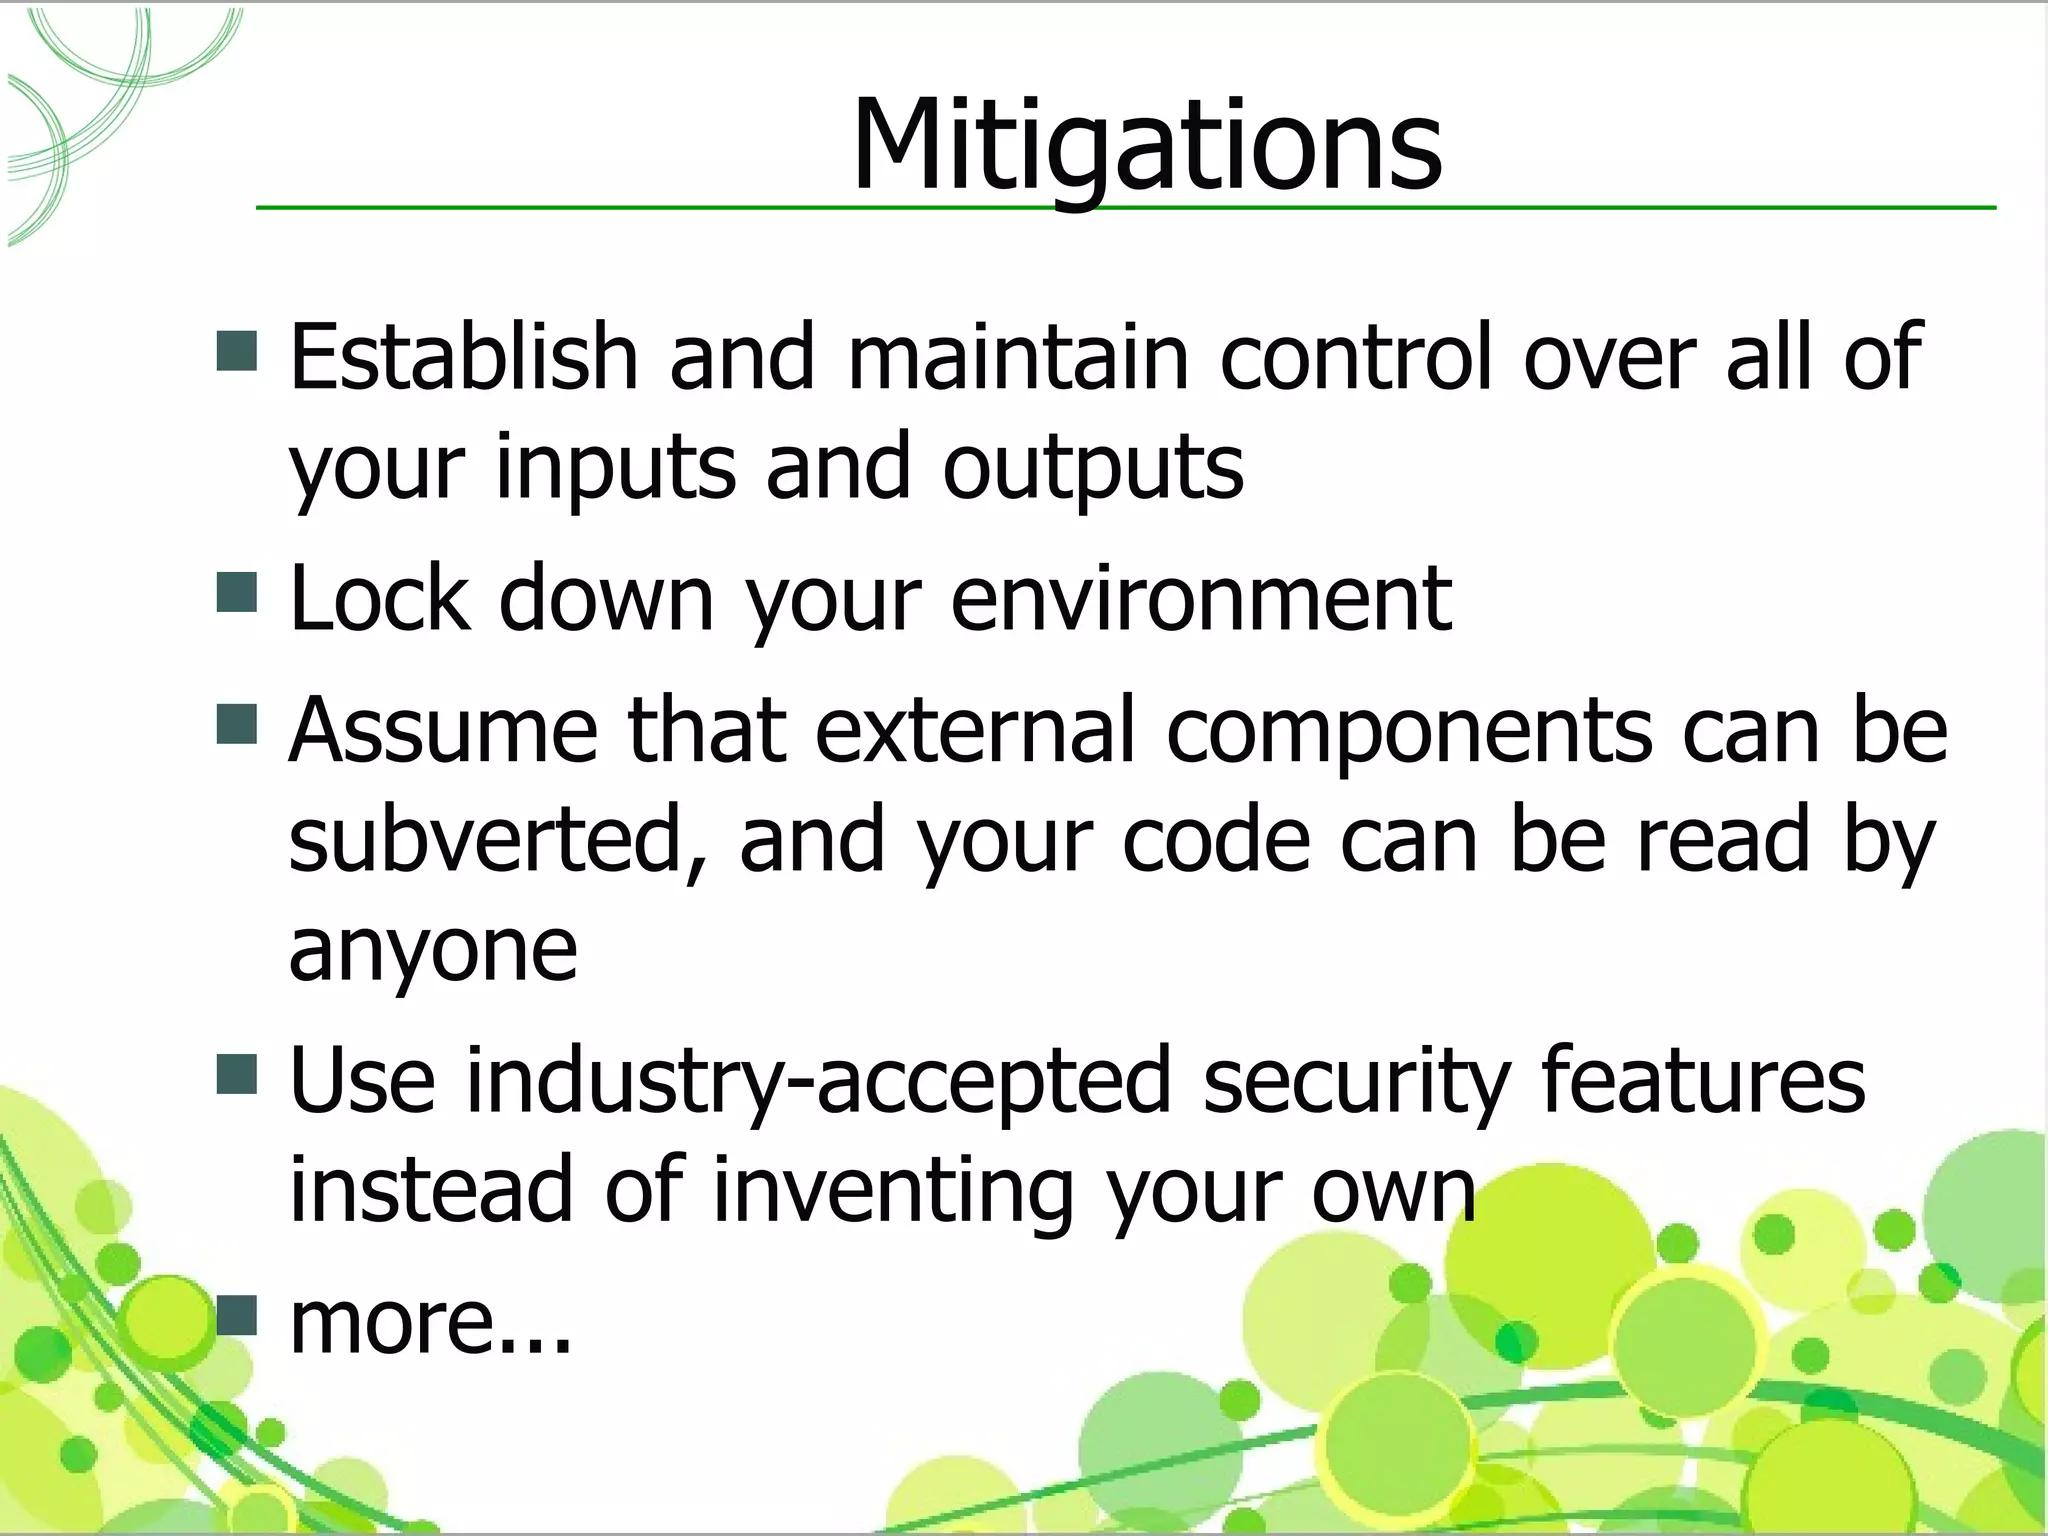 Mitigations
Establish and maintain control over all of
your inputs and outputs
Lock down your environment
Assume that external components can be
subverted, and your code can be read by
anyone
Use industry-accepted security features
instead of inventing your own
more...